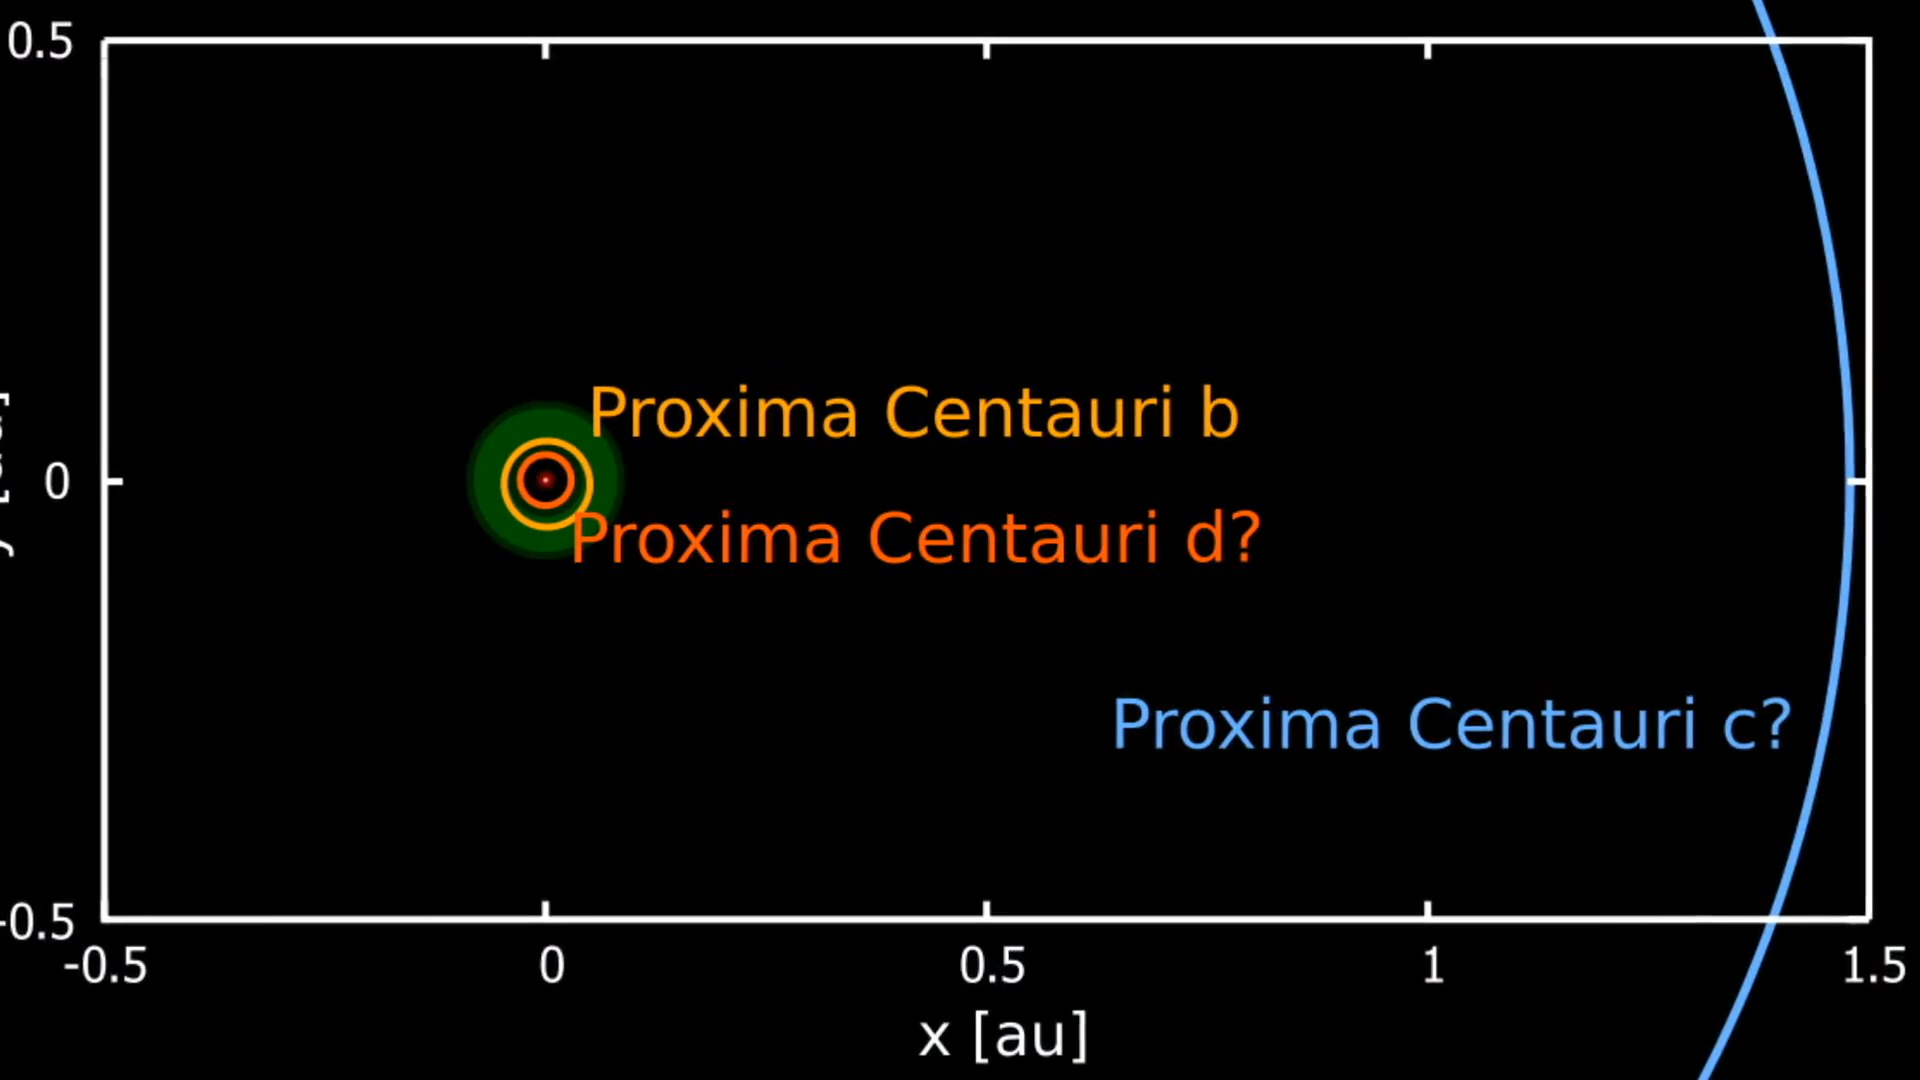 0.5
Proxima Centauri b
0
Proxima Centauri d?
Proxima Centauri c?
-0.5
-0.5 0 0.5 1 1.5
x [au]